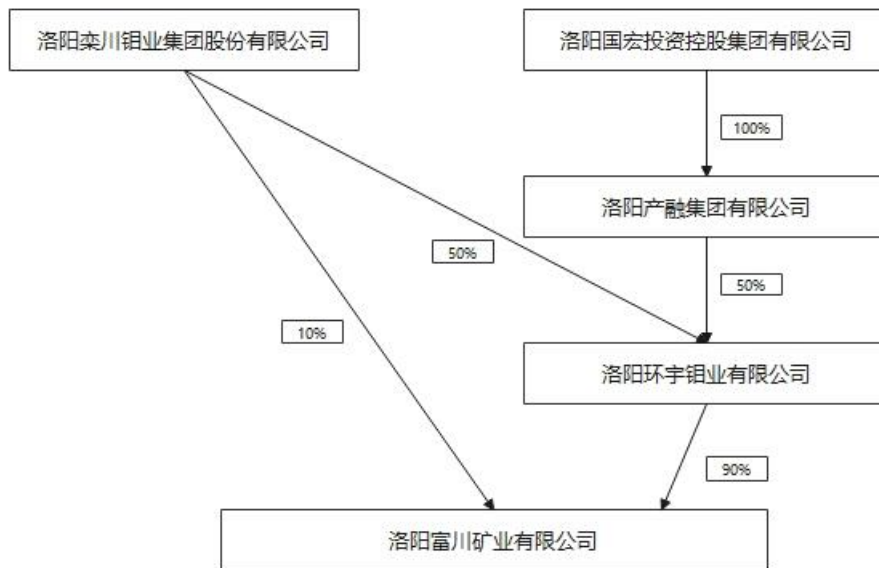 洛阳栾川钼业集团股份有限公司
洛阳国宏投资控股集团有限公司
100%
洛阳产融集团有限公司
50%
50%
10%
洛阳环宇钼业有限公司
90%
洛阳富川矿业有限公司